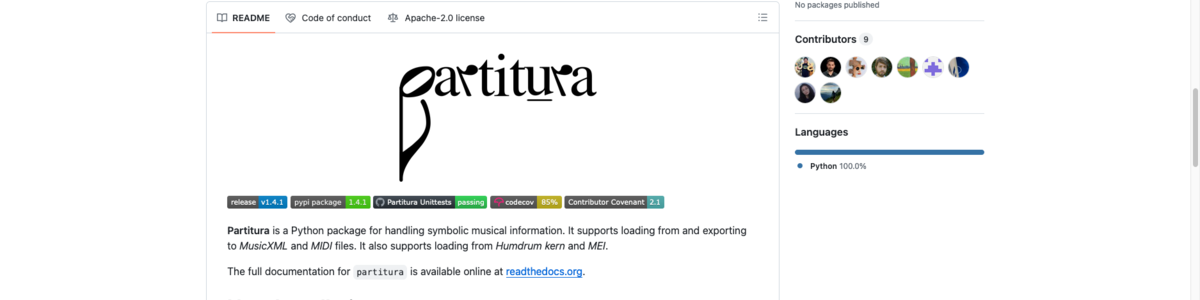 README Code of conduct Apache-2.0 license
partitura
release v1.4.1 pypi package 1.4.1 Partitura Unittests passing codecov 85% Contributor Covenant 2.1
Partitura is a Python package for handling symbolic musical information. It supports loading from and exporting
to MusicXML and MIDI files. It also supports loading from Humdrum kern and MEI.
The full documentation for partitura is available online at readthedocs.org.
No packages published
Contributors 9
Languages
Python 100.0%